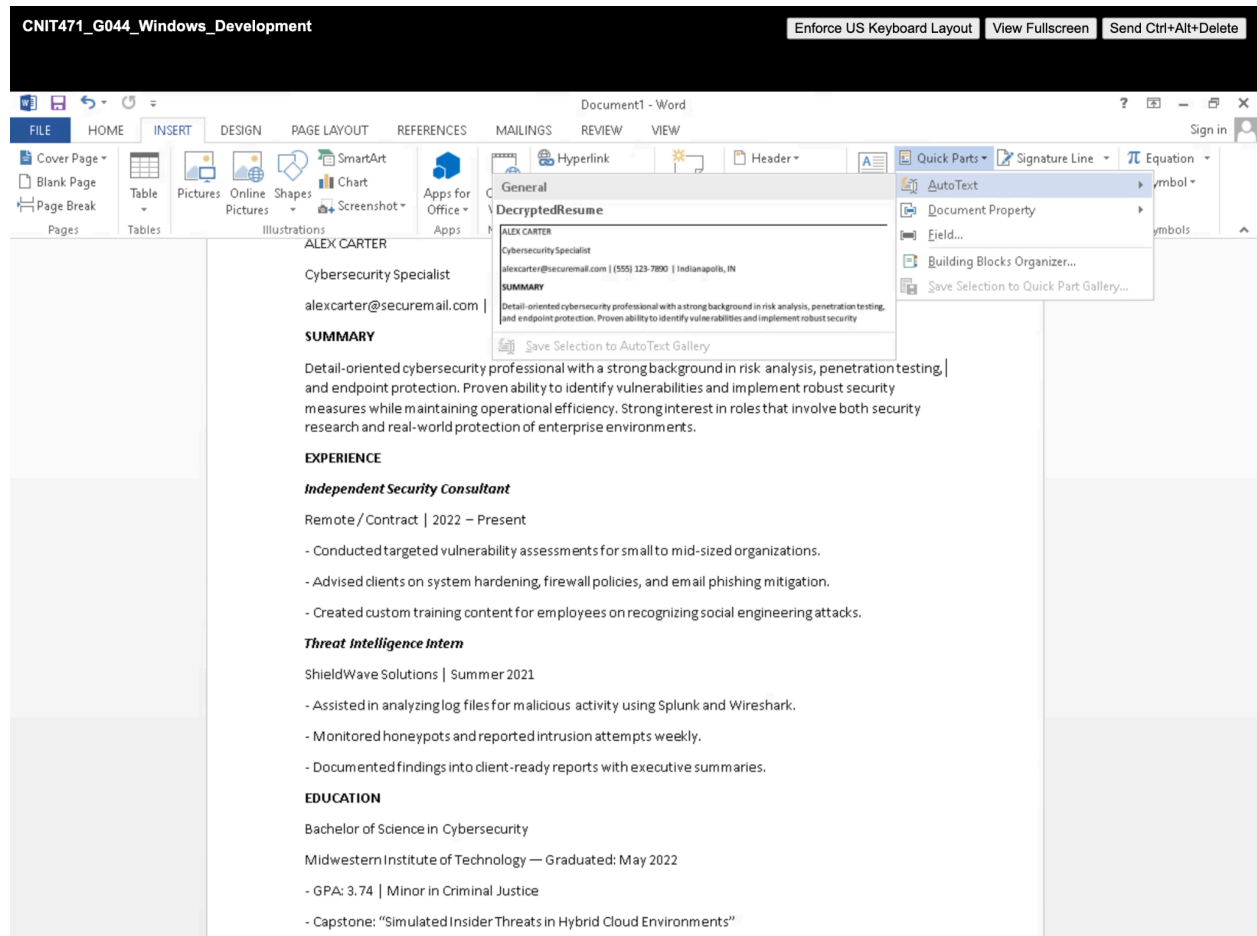 CNIT471_G044_Windows_Development
Enforce US Keyboard Layout View Fullscreen Send Ctrl+Alt+Delete
Document1 - Word
FILE HOME INSERT DESIGN PAGE LAYOUT REFERENCES MAILINGS REVIEW VIEW Sign in
Cover Page
Blank Page
Page Break
Pages
Table
Tables
Pictures
Online Pictures
Shapes
SmartArt
Chart
Screenshot
Illustrations
Apps for Office
Apps
Hyperlink
Header
Quick Parts
Signature Line
Equation
ymbol
ymbols
AutoText
Document Property
Field...
Building Blocks Organizer...
Save Selection to Quick Part Gallery...
General
DecryptedResume
ALEX CARTER
Cybersecurity Specialist
alexcarter@securemail.com | (555) 123-7890 | Indianapolis, IN
SUMMARY
Detail-oriented cybersecurity professional with a strong background in risk analysis, penetration testing,
and endpoint protection. Proven ability to identify vulnerabilities and implement robust security
Save Selection to AutoText Gallery
ALEX CARTER
Cybersecurity Specialist
alexcarter@securemail.com |
SUMMARY
Detail-oriented cybersecurity professional with a strong background in risk analysis, penetration testing,
and endpoint protection. Proven ability to identify vulnerabilities and implement robust security
measures while maintaining operational efficiency. Strong interest in roles that involve both security
research and real-world protection of enterprise environments.
EXPERIENCE
Independent Security Consultant
Remote / Contract | 2022 – Present
- Conducted targeted vulnerability assessments for small to mid-sized organizations.
- Advised clients on system hardening, firewall policies, and email phishing mitigation.
- Created custom training content for employees on recognizing social engineering attacks.
Threat Intelligence Intern
ShieldWave Solutions | Summer 2021
- Assisted in analyzing log files for malicious activity using Splunk and Wireshark.
- Monitored honeypots and reported intrusion attempts weekly.
- Documented findings into client-ready reports with executive summaries.
EDUCATION
Bachelor of Science in Cybersecurity
Midwestern Institute of Technology — Graduated: May 2022
- GPA: 3.74 | Minor in Criminal Justice
- Capstone: “Simulated Insider Threats in Hybrid Cloud Environments”